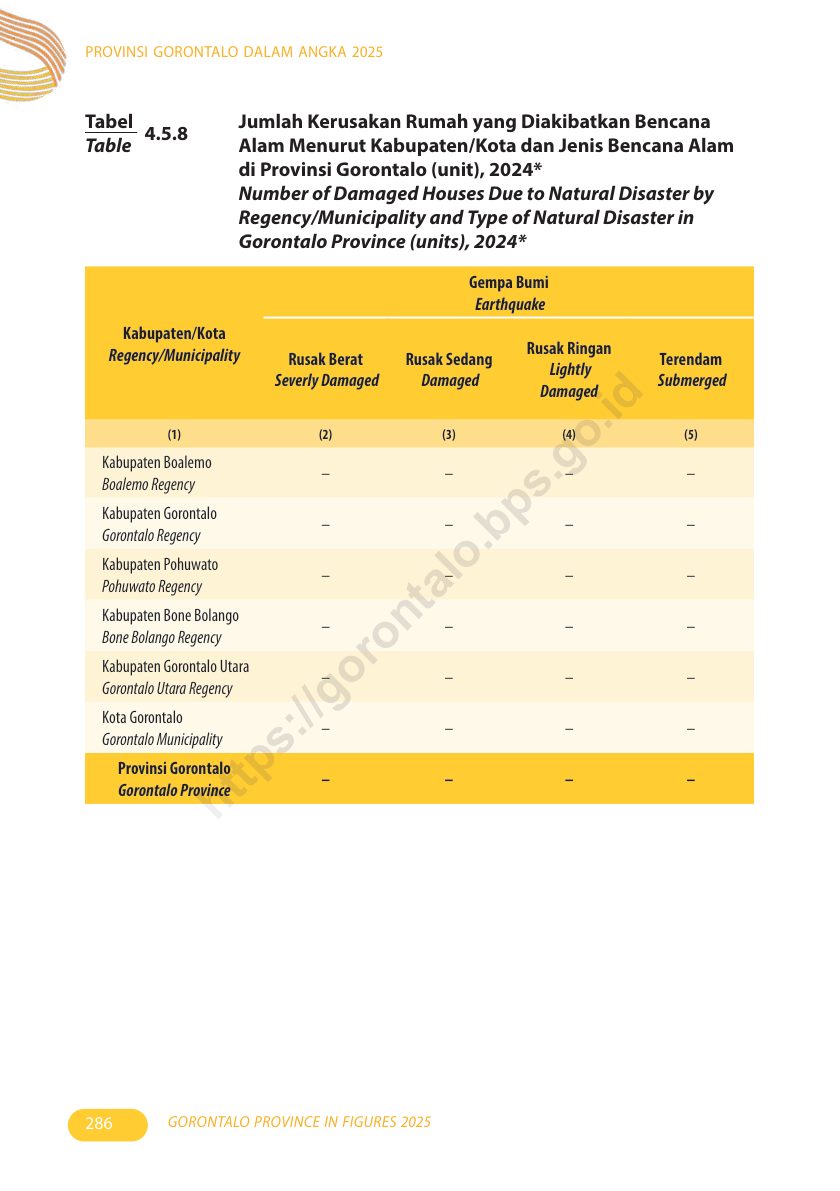 PROVINSI GORONTALO DALAM ANGKA 2025
Tabel
Table
4.5.8
Jumlah Kerusakan Rumah yang Diakibatkan Bencana
Alam Menurut Kabupaten/Kota dan Jenis Bencana Alam
di Provinsi Gorontalo (unit), 2024*
Number of Damaged Houses Due to Natural Disaster by
Regency/Municipality and Type of Natural Disaster in
Gorontalo Province (units), 2024*
Kabupaten/Kota
Regency/Municipality
Gempa Bumi
Earthquake
Rusak Berat
Severly Damaged
Rusak Sedang
Damaged
Rusak Ringan
Lightly
Damaged
Terendam
Submerged
(1) (2) (3) (4) (5)
Kabupaten Boalemo
Boalemo Regency
– – – –
Kabupaten Gorontalo
Gorontalo Regency
– – – –
Kabupaten Pohuwato
Pohuwato Regency
– – – –
Kabupaten Bone Bolango
Bone Bolango Regency
– – – –
Kabupaten Gorontalo Utara
Gorontalo Utara Regency
– – – –
Kota Gorontalo
Gorontalo Municipality
– – – –
Provinsi Gorontalo
Gorontalo Province
– – – –
https://gorontalo.bps.go.id
286
GORONTALO PROVINCE IN FIGURES 2025